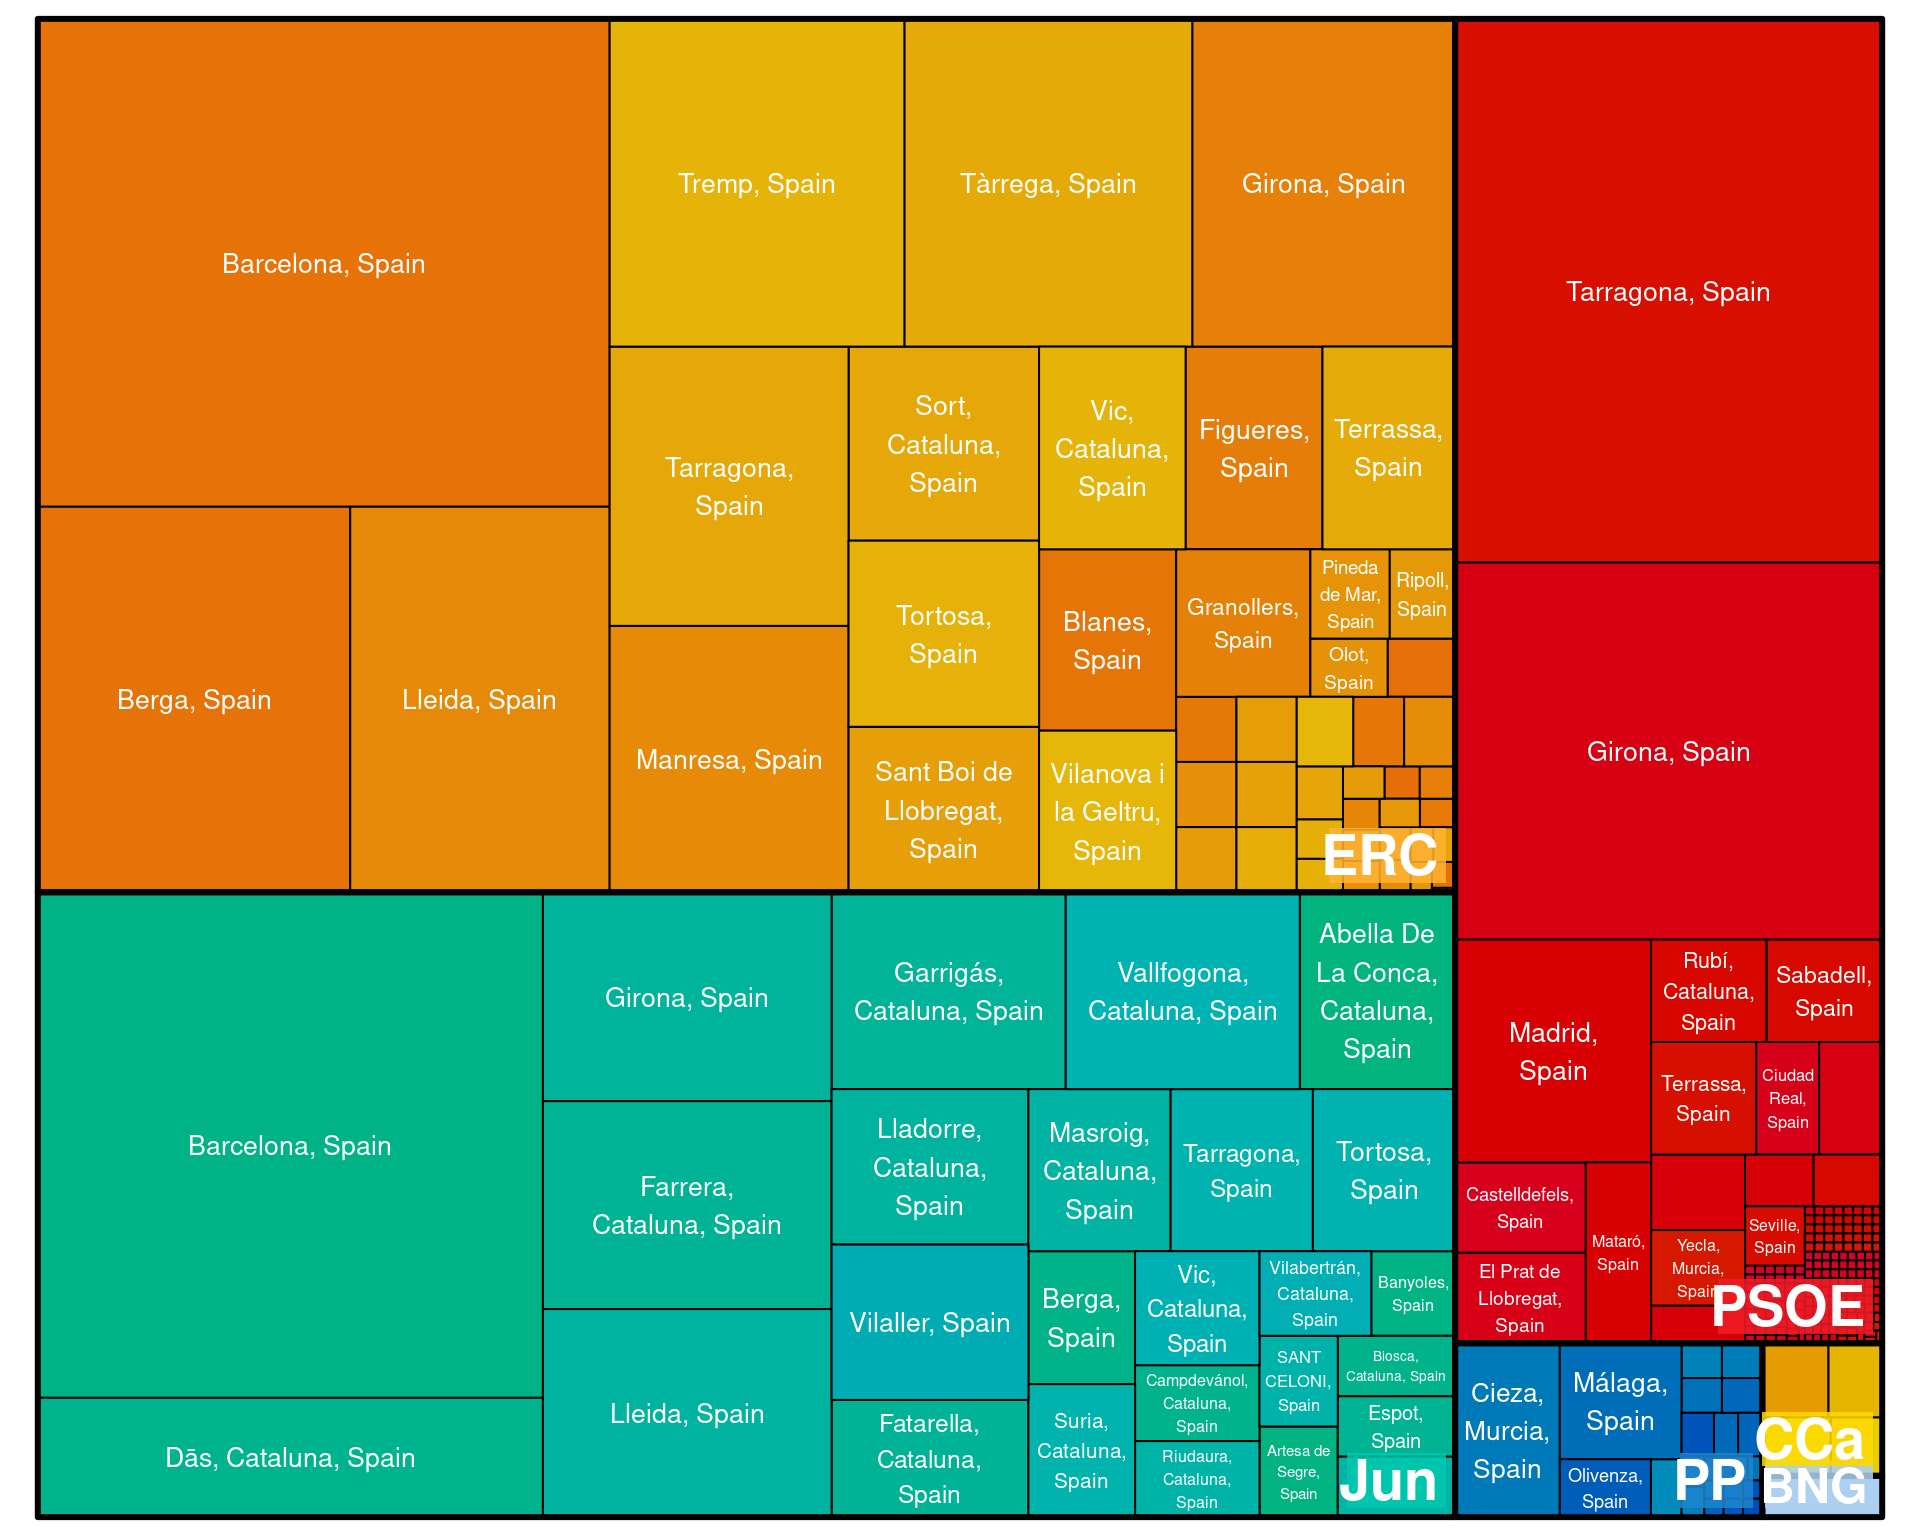 Barcelona, Spain
Tremp, Spain
Tàrrega, Spain
Girona, Spain
Berga, Spain
Lleida, Spain
Tarragona,
Spain
Manresa, Spain
Sort,
Cataluna,
Spain
Tortosa,
Spain
Sant Boi de
Llobregat,
Spain
Vic,
Cataluna,
Spain
Figueres,
Spain
Terrassa,
Spain
Blanes,
Spain
Vilanova i
la Geltru,
Spain
Granollers,
Spain
Pineda
de Mar,
Spain
Ripoll,
Spain
Olot,
Spain
ERC
Tarragona, Spain
Girona, Spain
Madrid,
Spain
Rubí,
Cataluna,
Spain
Sabadell,
Spain
Terrassa,
Spain
Ciudad
Real,
Spain
Castelldefels,
Spain
El Prat de
Llobregat,
Spain
Mataró,
Spain
Seville,
Spain
Yecla,
Murcia,
Spain
PSOE
Barcelona, Spain
Dās, Cataluna, Spain
Girona, Spain
Farrera,
Cataluna, Spain
Lleida, Spain
Garrigás,
Cataluna, Spain
Vallfogona,
Cataluna, Spain
Abella De
La Conca,
Cataluna,
Spain
Lladorre,
Cataluna,
Spain
Vilaller, Spain
Fatarella,
Cataluna,
Spain
Masroig,
Cataluna,
Spain
Tarragona,
Spain
Tortosa,
Spain
Berga,
Spain
Suria,
Cataluna,
Spain
Vic,
Cataluna,
Spain
Campdevánol,
Cataluna,
Spain
Riudaura,
Cataluna,
Spain
Vilabertrán,
Cataluna,
Spain
Banyoles,
Spain
SANT
CELONI,
Spain
Artesa de
Segre,
Spain
Biosca,
Cataluna, Spain
Espot,
Spain
Jun
Cieza,
Murcia,
Spain
Málaga,
Spain
Olivenza,
Spain
PP
CCa
BNG